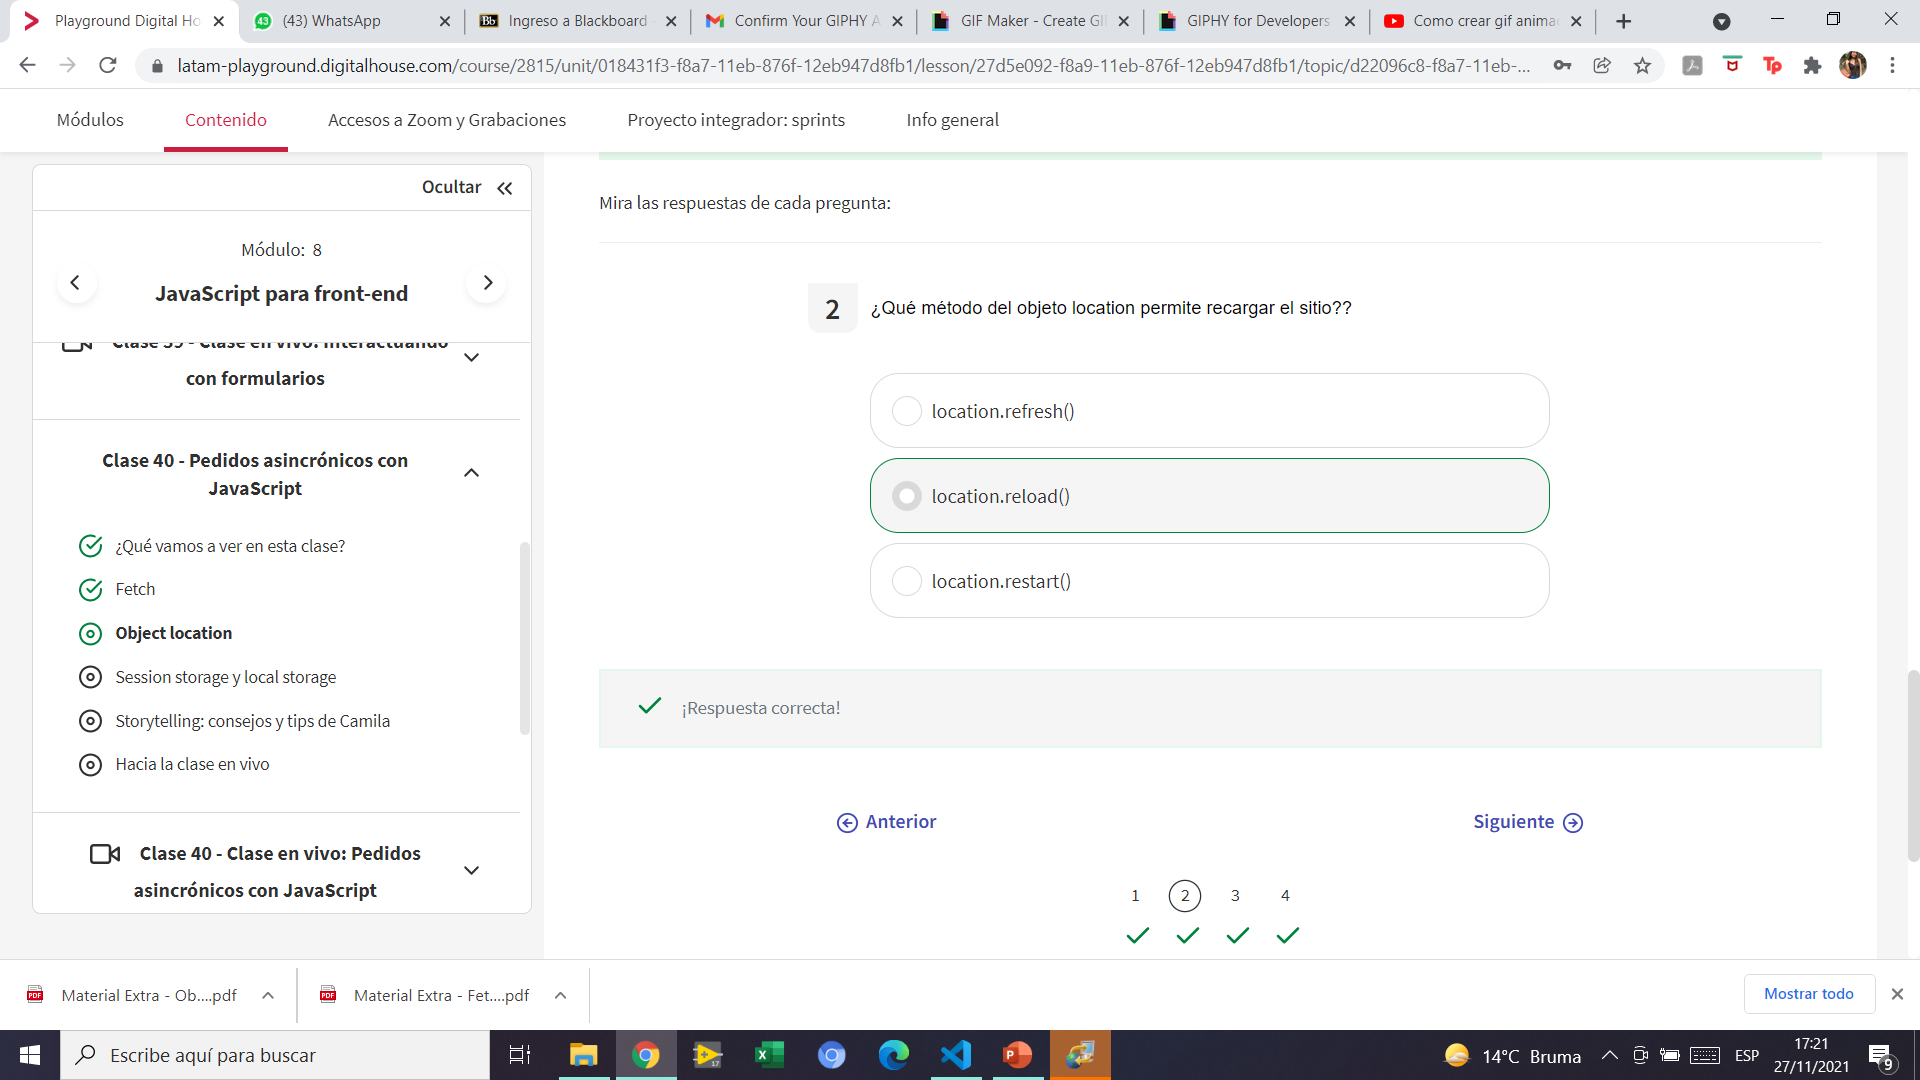 Playground Digital Ho
(43) WhatsApp
Ingreso a Blackboard
Confirm Your GIPHY A
GIF Maker - Create GI
GIPHY for Developers
Como crear gif anima
latam-playground.digitalhouse.com/course/2815/unit/018431f3-f8a7-11eb-876f-12eb947d8fb1/lesson/27d5e092-f8a9-11eb-876f-12eb947d8fb1/topic/d22096c8-f8a7-11eb-...
Módulos
Contenido
Accesos a Zoom y Grabaciones
Proyecto integrador: sprints
Info general
Ocultar
Módulo: 8
JavaScript para front-end
Clase 39 - Clase en vivo: Interactuando
con formularios
Clase 40 - Pedidos asincrónicos con
JavaScript
¿Qué vamos a ver en esta clase?
Fetch
Object location
Session storage y local storage
Storytelling: consejos y tips de Camila
Hacia la clase en vivo
Clase 40 - Clase en vivo: Pedidos
asincrónicos con JavaScript
Mira las respuestas de cada pregunta:
2 ¿Qué método del objeto location permite recargar el sitio??
location.refresh()
location.reload()
location.restart()
¡Respuesta correcta!
Anterior
Siguiente
1 2 3 4
Material Extra - Ob....pdf
Material Extra - Fet....pdf
Mostrar todo
Escribe aquí para buscar
14°C Bruma
ESP
17:21
27/11/2021
9